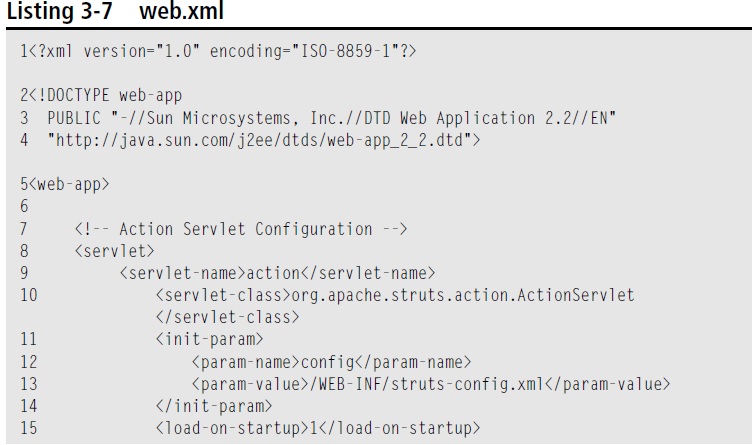 Listing 3-7 web.xml
1<?xml version="1.0" encoding="ISO-8859-1"?>
2<!DOCTYPE web-app
3 PUBLIC "-//Sun Microsystems, Inc.//DTD Web Application 2.2//EN"
4 "http://java.sun.com/j2ee/dtds/web-app_2_2.dtd">
5<web-app>
6
7 <!-- Action Servlet Configuration -->
8 <servlet>
9 <servlet-name>action</servlet-name>
10 <servlet-class>org.apache.struts.action.ActionServlet
</servlet-class>
11 <init-param>
12 <param-name>config</param-name>
13 <param-value>/WEB-INF/struts-config.xml</param-value>
14 </init-param>
15 <load-on-startup>1</load-on-startup>